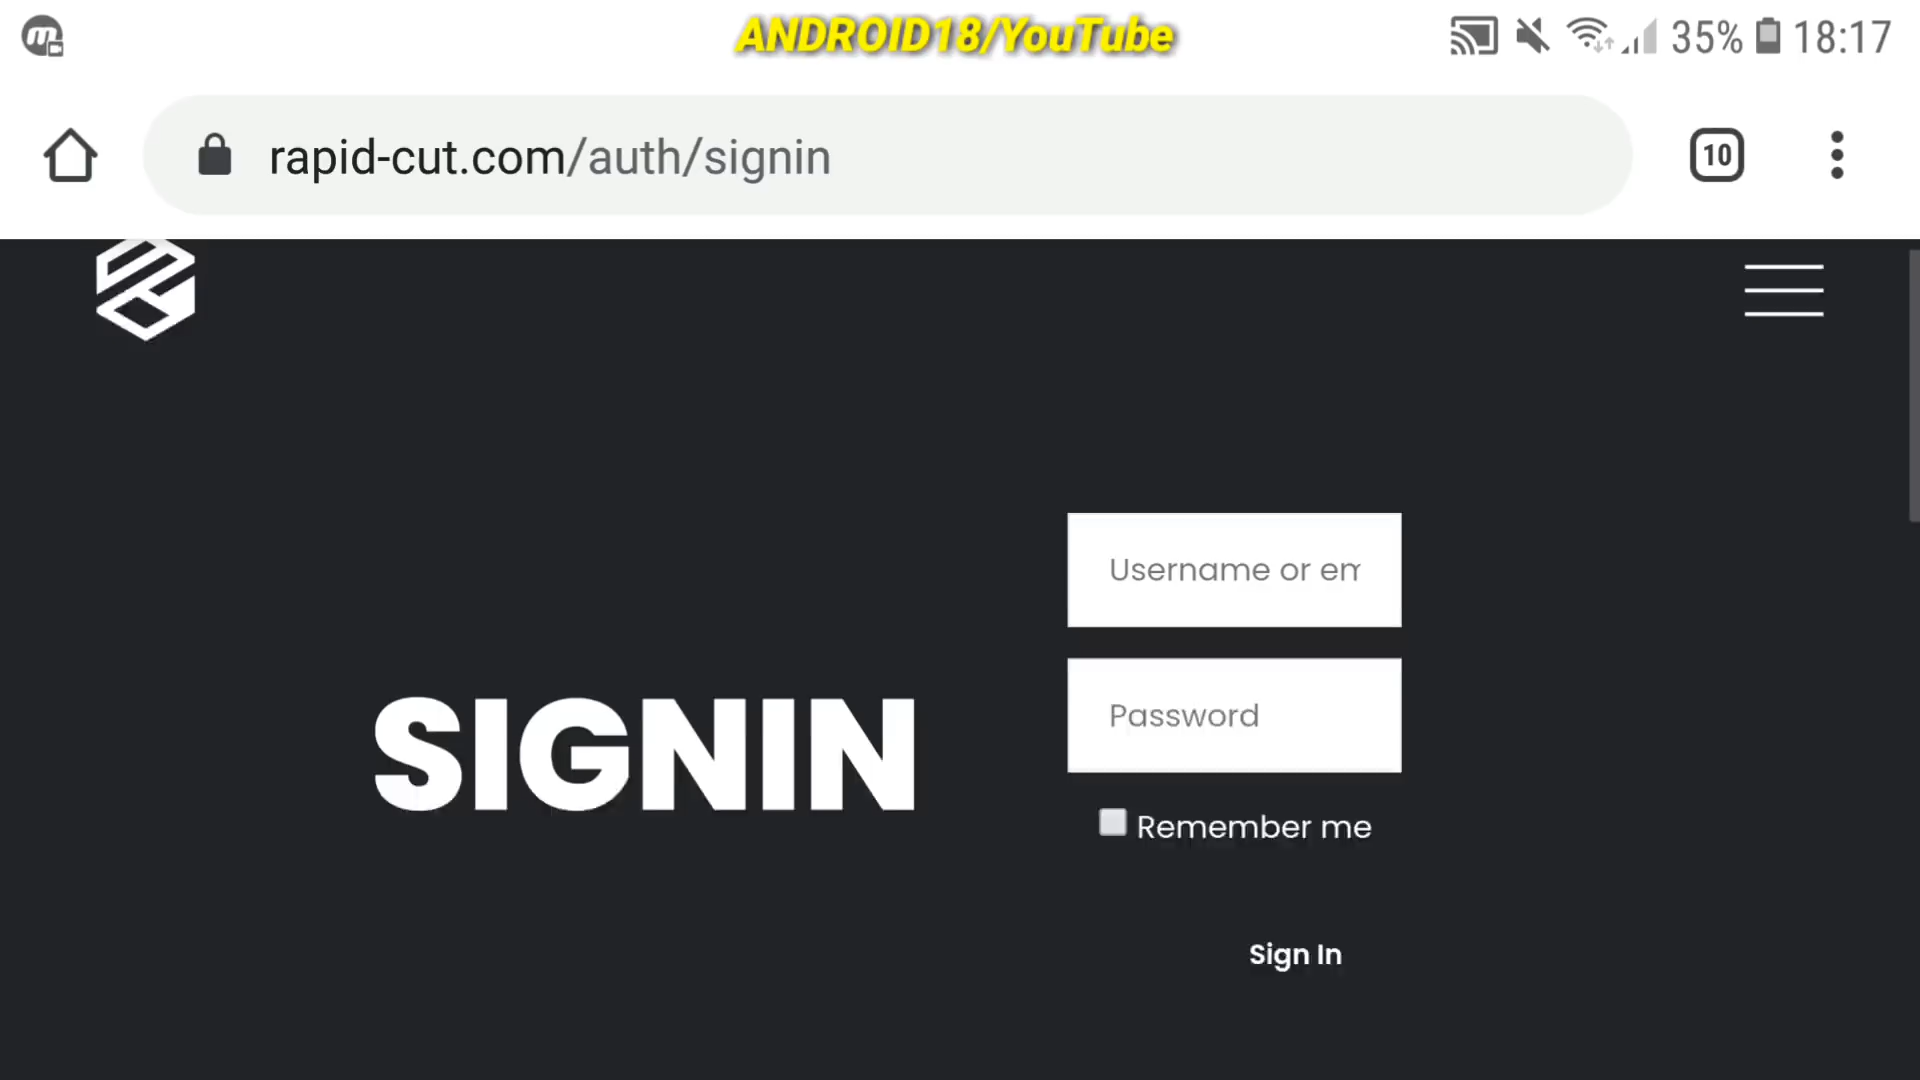 ANDROID18/YouTube
35% 18:17
rapid-cut.com/auth/signin
10
Username or em
Password
SIGNIN
Remember me
Sign In